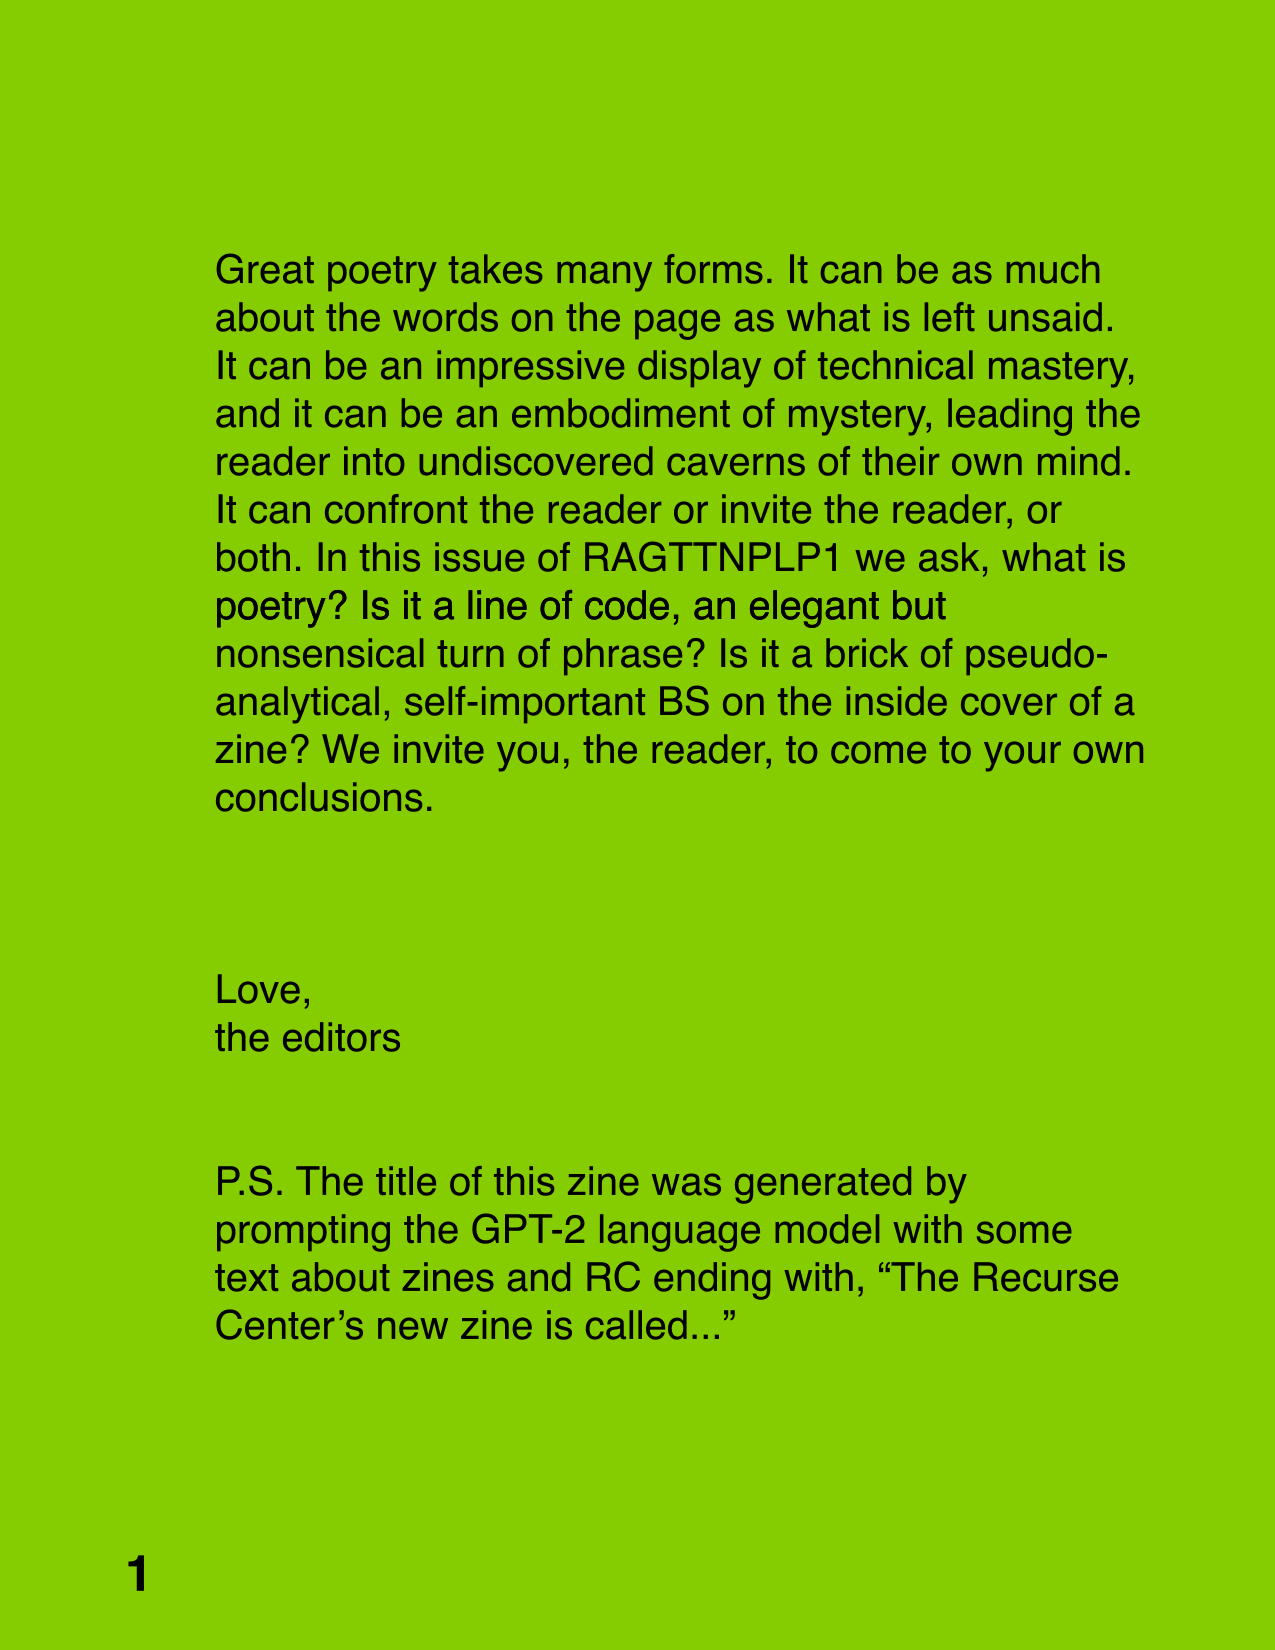 Great poetry takes many forms. It can be as much
about the words on the page as what is left unsaid.
It can be an impressive display of technical mastery,
and it can be an embodiment of mystery, leading the
reader into undiscovered caverns of their own mind.
It can confront the reader or invite the reader, or
both. In this issue of RAGTTNPLP1 we ask, what is
poetry? Is it a line of code, an elegant but
nonsensical turn of phrase? Is it a brick of pseudo-
analytical, self-important BS on the inside cover of a
zine? We invite you, the reader, to come to your own
conclusions.
Love,
the editors
P.S. The title of this zine was generated by
prompting the GPT-2 language model with some
text about zines and RC ending with, “The Recurse
Center’s new zine is called...”
1